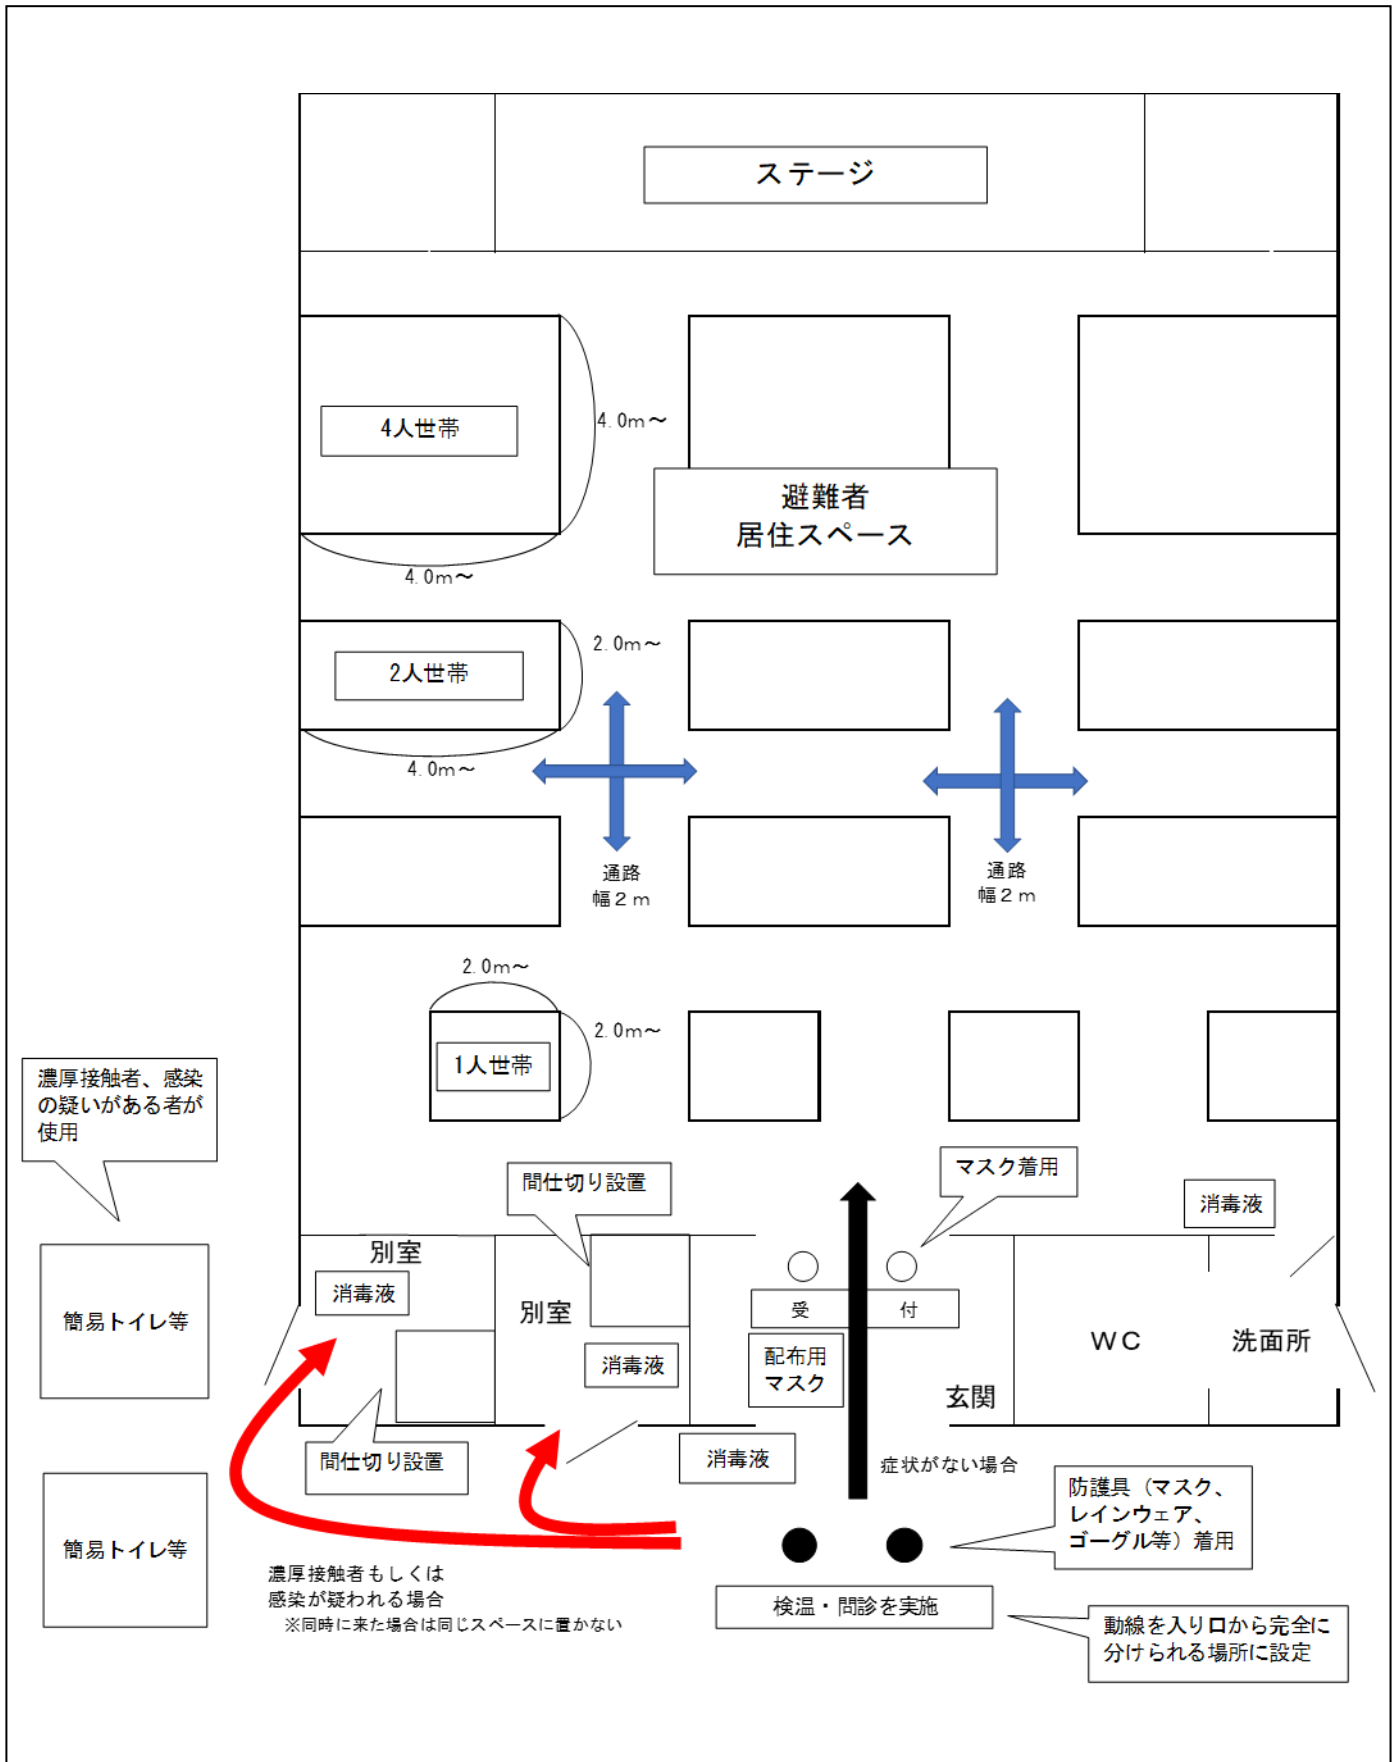 ステージ
4人世帯
4.0m～
4.0m～
避難者
居住スペース
2人世帯
2.0m～
4.0m～
通路
幅２ｍ
通路
幅２ｍ
2.0m～
2.0m～
1人世帯
濃厚接触者、感染
の疑いがある者が
使用
間仕切り設置
マスク着用
消毒液
別室
消毒液
別室
消毒液
受　付
配布用
マスク
玄関
ＷＣ
洗面所
簡易トイレ等
間仕切り設置
消毒液
症状がない場合
防護具（マスク、
レインウェア、
ゴーグル等）着用
簡易トイレ等
濃厚接触者もしくは
感染が疑われる場合
※同時に来た場合は同じスペースに置かない
検温・問診を実施
動線を入り口から完全に
分けられる場所に設定